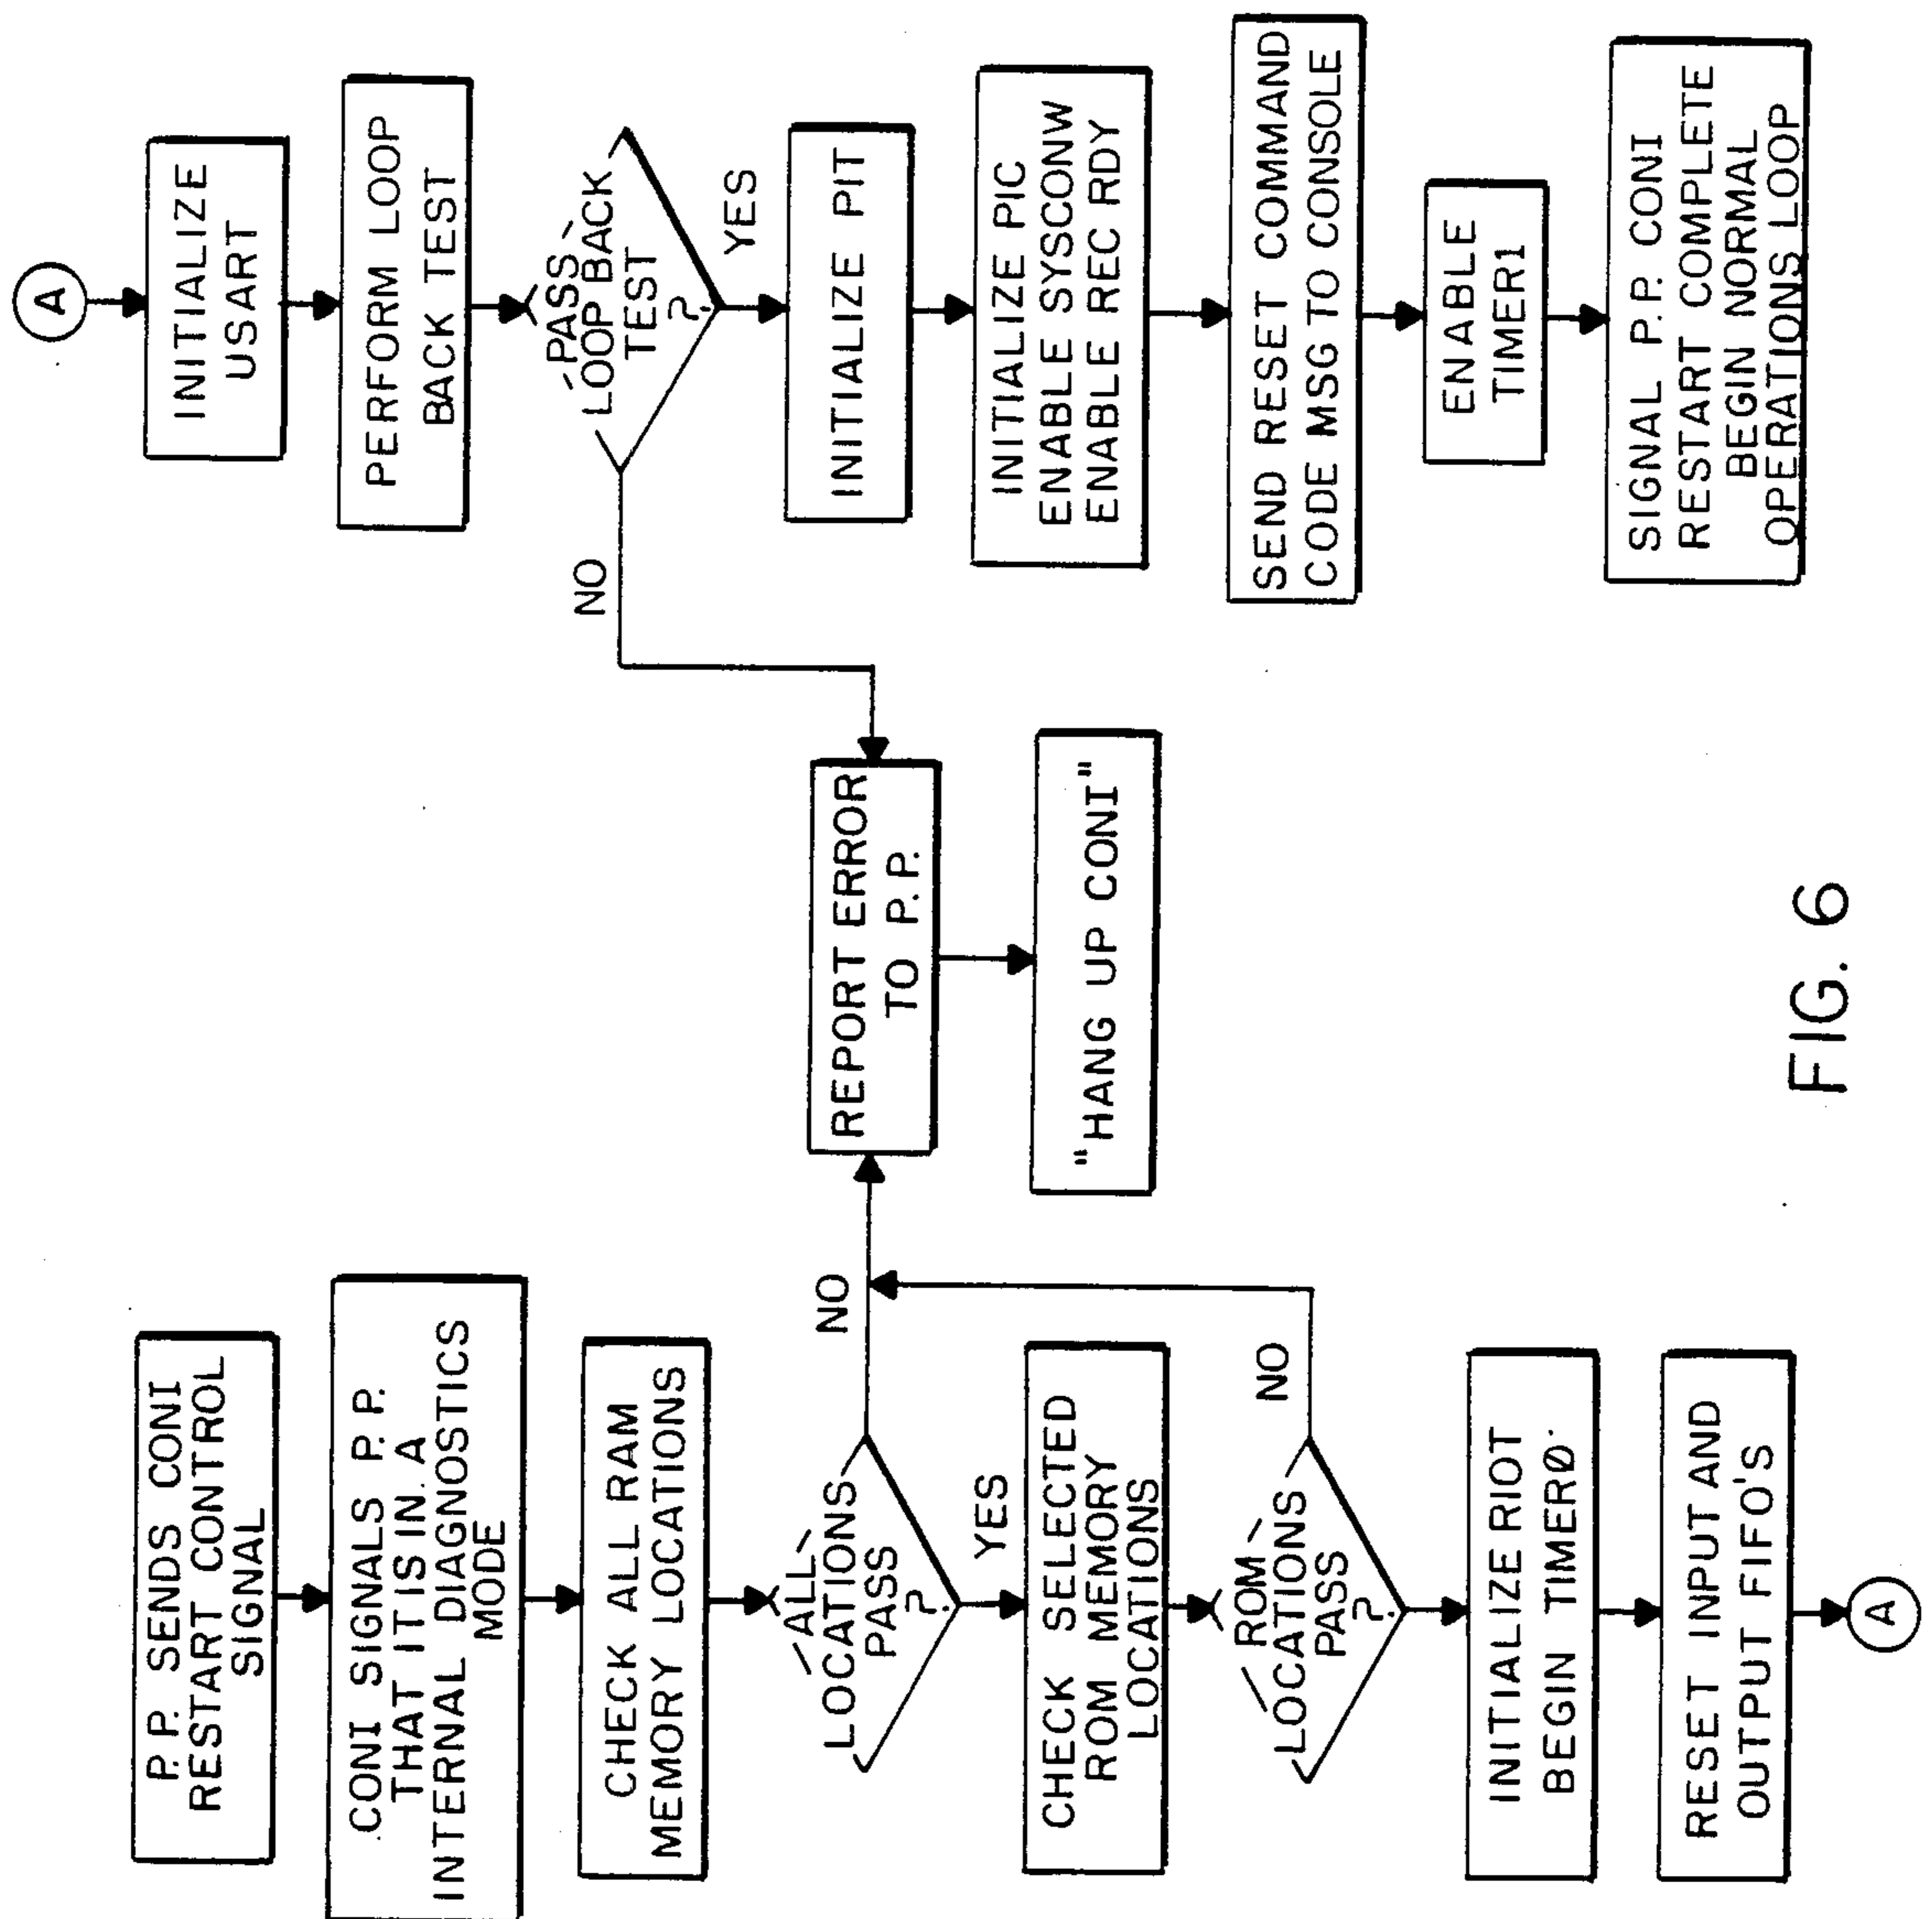 P.P. SENDS CONI
RESTART CONTROL
SIGNAL
CONI SIGNALS P.P.
THAT IT IS IN A
INTERNAL DIAGNOSTICS
MODE
CHECK ALL RAM
MEMORY LOCATIONS
ALL
LOCATIONS
PASS
?
NO
YES
CHECK SELECTED
ROM MEMORY
LOCATIONS
ROM
LOCATIONS
PASS
?
NO
INITIALIZE RIOT
BEGIN TIMERØ
RESET INPUT AND
OUTPUT FIFO'S
A
REPORT ERROR
TO P.P.
"HANG UP CONI"
A
INITIALIZE
USART
PERFORM LOOP
BACK TEST
PASS
LOOP BACK
TEST
?
NO
YES
INITIALIZE PIT
INITIALIZE PIC
ENABLE SYSCONW
ENABLE REC RDY
SEND RESET COMMAND
CODE MSG TO CONSOLE
ENABLE
TIMER1
SIGNAL P.P. CONI
RESTART COMPLETE
BEGIN NORMAL
OPERATIONS LOOP
FIG. 6